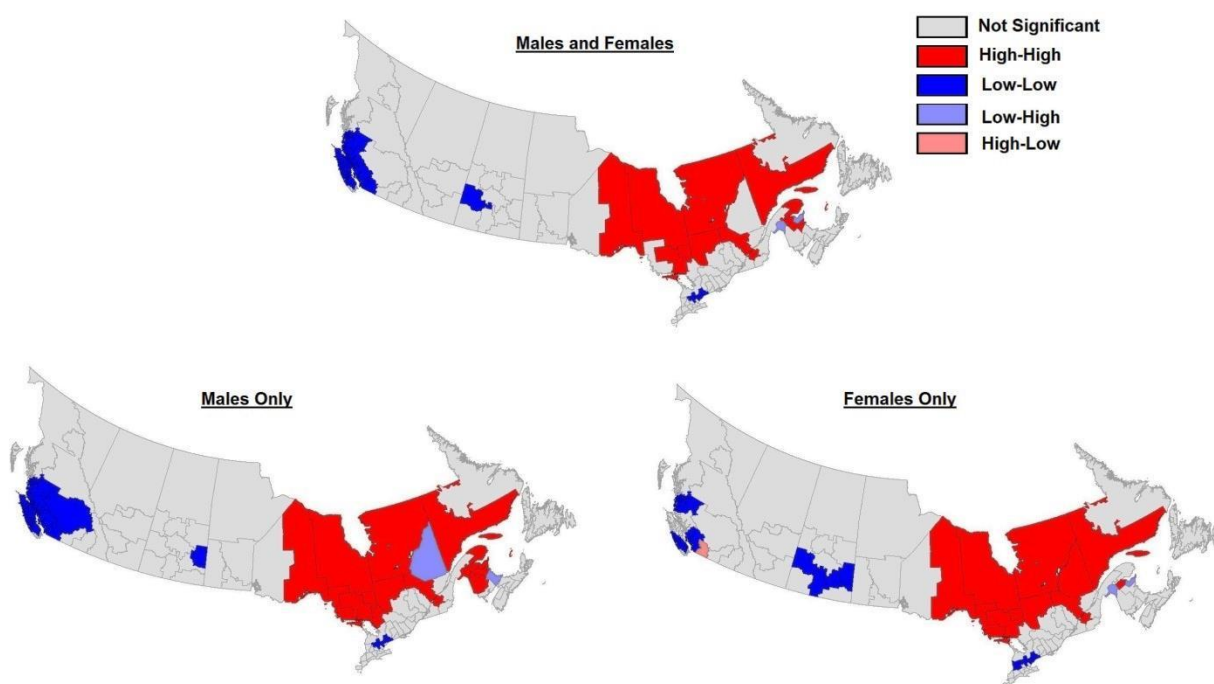 Males and Females
Not Significant
High-High
Low-Low
Low-High
High-Low
Males Only
Females Only